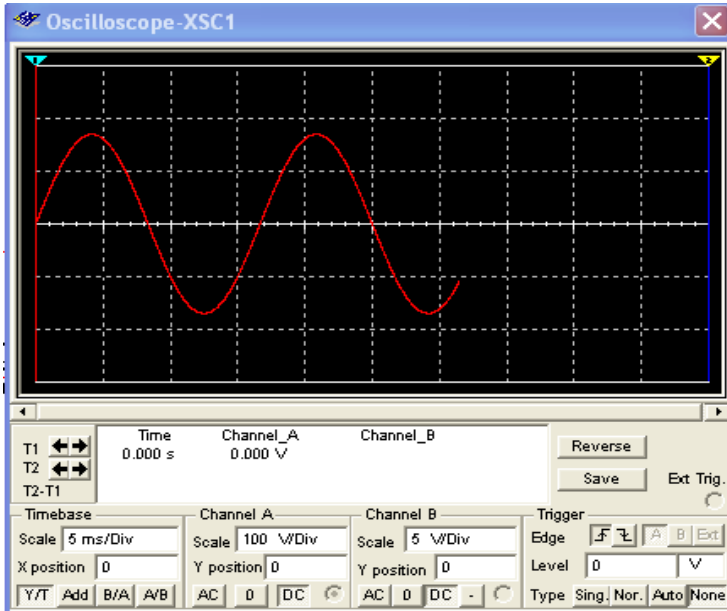 Oscilloscope-XSC1
1 2
Time Channel_A Channel_B
T1 0.000 s 0.000 V
T2
T2-T1
Reverse
Save
Ext Trig.
Timebase
Scale 5 ms/Div
X position 0
Y/T Add B/A A/B
Channel A
Scale 100 V/Div
Y position 0
AC 0 DC
Channel B
Scale 5 V/Div
Y position 0
AC 0 DC -
Trigger
Edge A B Ext
Level 0 V
Type Sing. Nor. Auto None